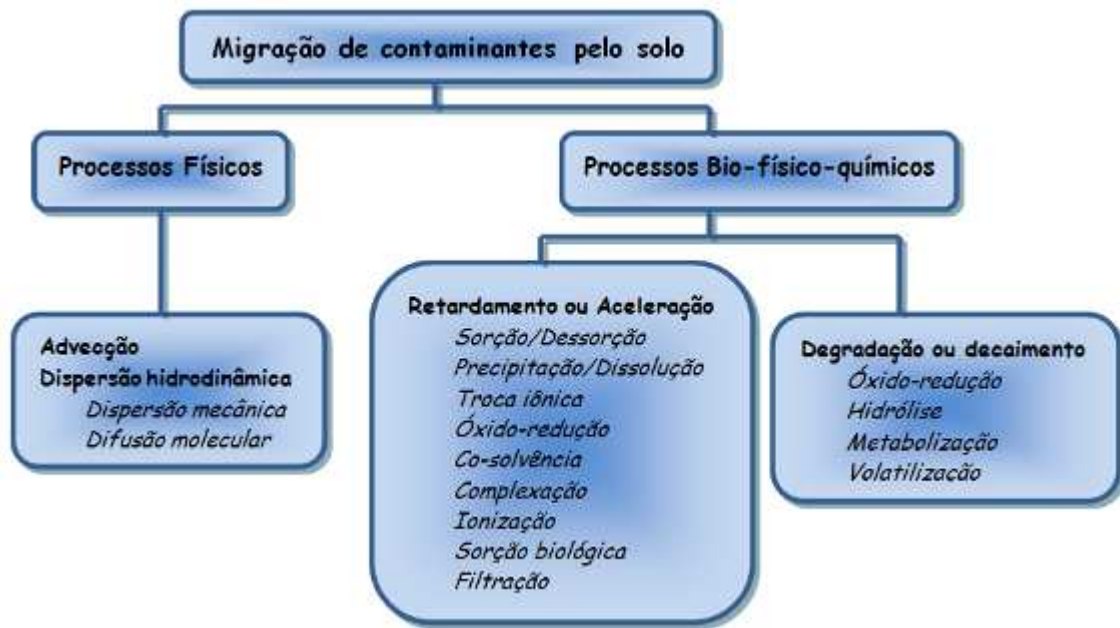 Migração de contaminantes pelo solo
Processos Físicos
Processos Bio-físico-químicos
Advecção
Dispersão hidrodinâmica
Dispersão mecânica
Difusão molecular
Retardamento ou Aceleração
Sorção/Dessorção
Precipitação/Dissolução
Troca iônica
Óxido-redução
Co-solvência
Complexação
Ionização
Sorção biológica
Filtração
Degradação ou decaimento
Óxido-redução
Hidrólise
Metabolização
Volatilização